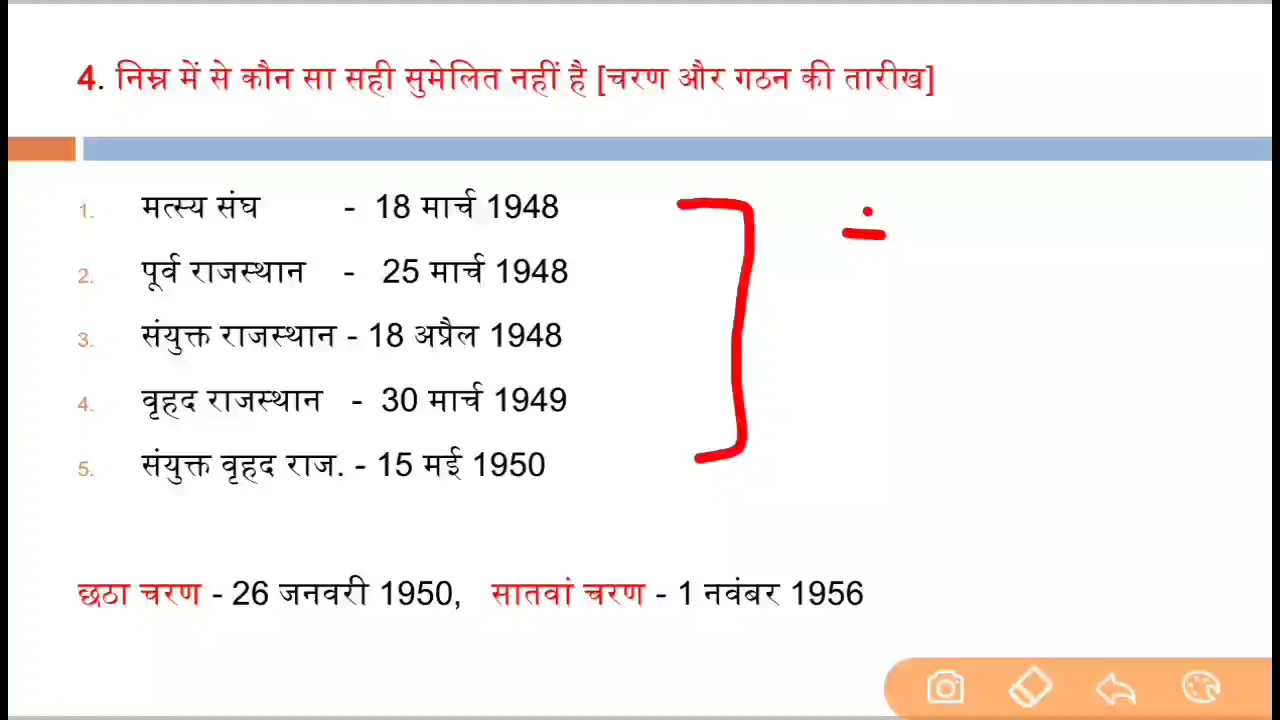 4. निम्न में से कौन सा सही सुमेलित नहीं है [चरण और गठन की तारीख]
1. मत्स्य संघ - 18 मार्च 1948
2. पूर्व राजस्थान - 25 मार्च 1948
3. संयुक्त राजस्थान - 18 अप्रैल 1948
4. वृहद राजस्थान - 30 मार्च 1949
5. संयुक्त वृहद राज. - 15 मई 1950
छठा चरण - 26 जनवरी 1950, सातवां चरण - 1 नवंबर 1956